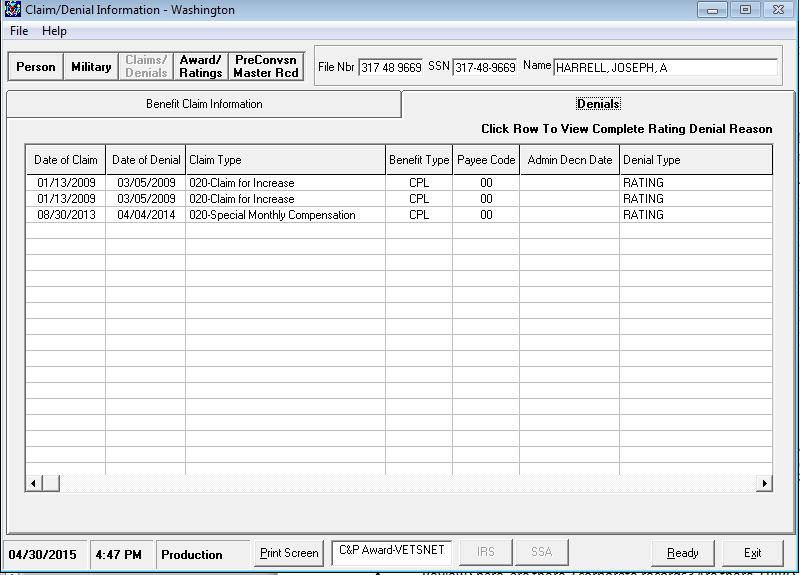 Claim/Denial Information - Washington
File Help
Person Military Claims/ Denials Award/ Ratings PreConvsn Master Rcd
File Nbr 317 48 9669 SSN 317-48-9669 Name HARRELL, JOSEPH, A
Benefit Claim Information Denials
Click Row To View Complete Rating Denial Reason
Date of Claim Date of Denial Claim Type Benefit Type Payee Code Admin Decn Date Denial Type
01/13/2009 03/05/2009 020-Claim for Increase CPL 00 RATING
01/13/2009 03/05/2009 020-Claim for Increase CPL 00 RATING
08/30/2013 04/04/2014 020-Special Monthly Compensation CPL 00 RATING
04/30/2015 4:47 PM Production Print Screen C&P Award-VETSNET IRS SSA Ready Exit